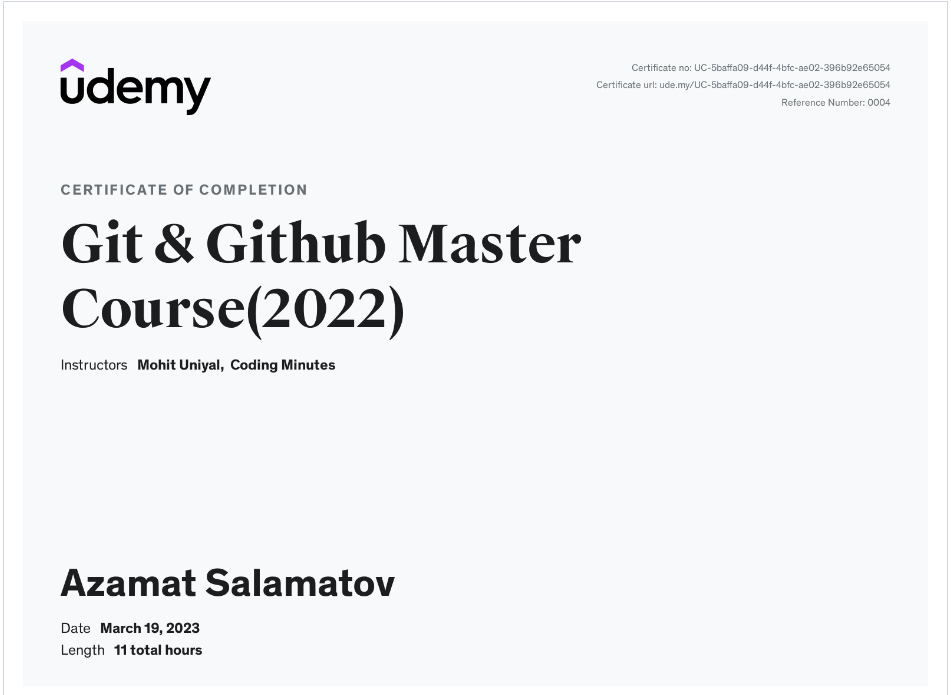 udemy
Certificate no: UC-5baffa09-d44f-4bfc-ae02-396b92e65054
Certificate url: ude.my/UC-5baffa09-d44f-4bfc-ae02-396b92e65054
Reference Number: 0004
CERTIFICATE OF COMPLETION
Git & Github Master
Course(2022)
Instructors Mohit Uniyal, Coding Minutes
Azamat Salamatov
Date March 19, 2023
Length 11 total hours